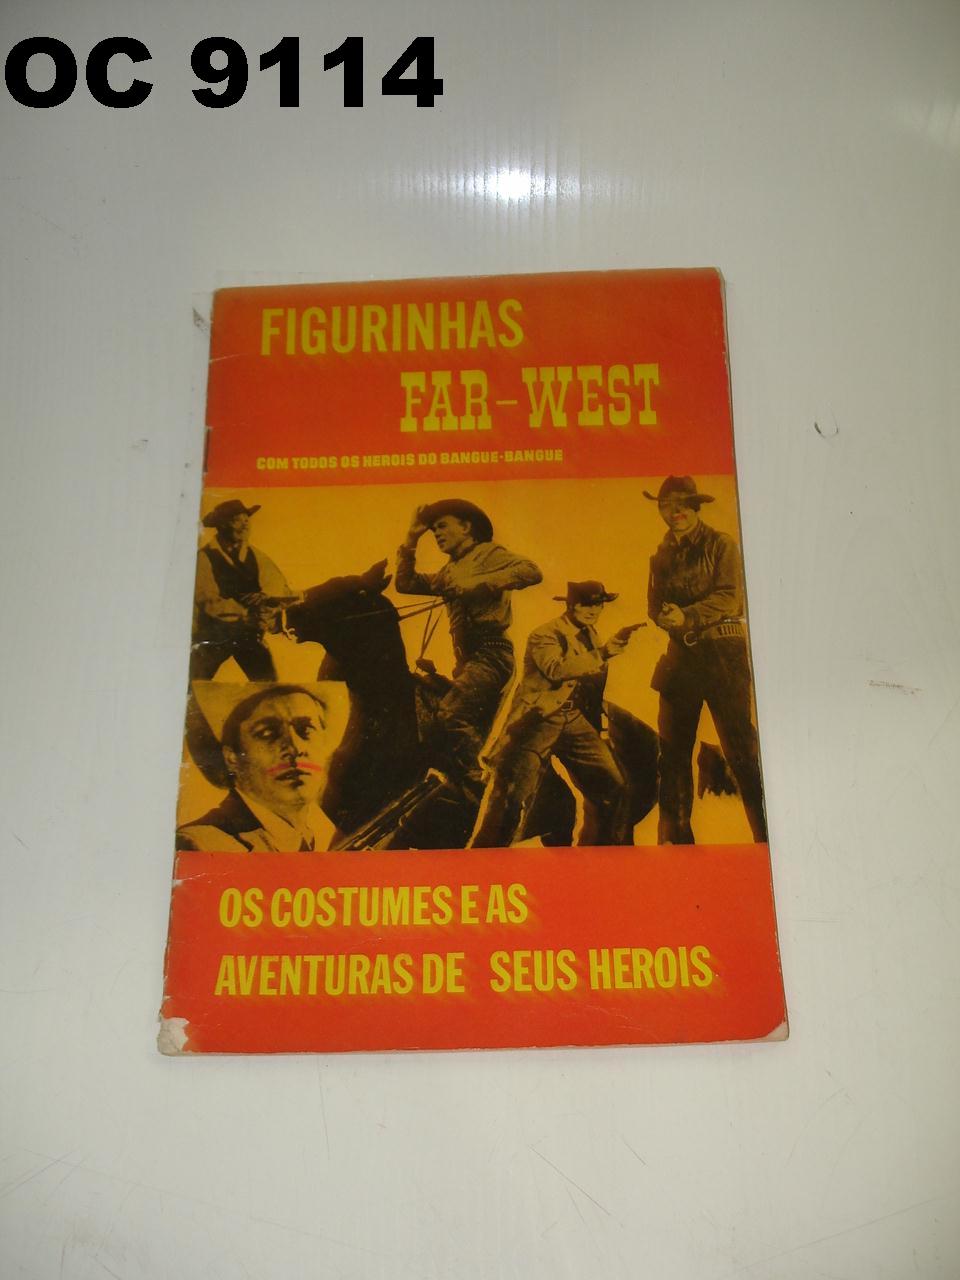 OC 9114
FIGURINHAS
FAR-WEST
COM TODOS OS HEROIS DO BANGUE-BANGUE
OS COSTUMES E AS
AVENTURAS DE SEUS HEROIS